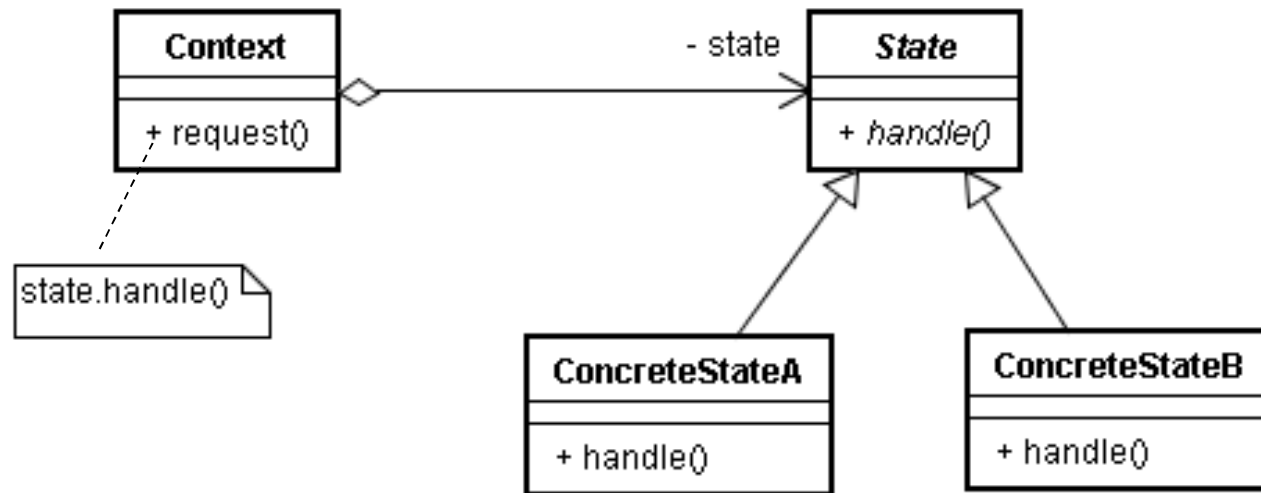 Context
- state
State
+ request()
+ handle()
state.handle()
ConcreteStateA
ConcreteStateB
+ handle()
+ handle()